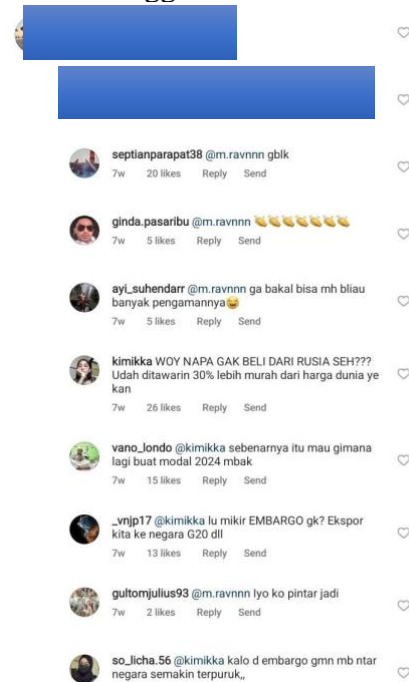 septianparapat38 @m.ravnnn gblk
7w 20 likes Reply Send
ginda.pasaribu @m.ravnnn 👏👏👏👏👏👏👏
7w 5 likes Reply Send
ayi_suhendarr @m.ravnnn ga bakal bisa mh bliau
banyak pengamannya😂
7w 5 likes Reply Send
kimikka WOY NAPA GAK BELI DARI RUSIA SEH???
Udah ditawarin 30% lebih murah dari harga dunia ye
kan
7w 26 likes Reply Send
vano_londo @kimikka sebenarnya itu mau gimana
lagi buat modal 2024 mbak
7w 15 likes Reply Send
_vnjp17 @kimikka lu mikir EMBARGO gk? Ekspor
kita ke negara G20 dll
7w 13 likes Reply Send
gultomjulius93 @m.ravnnn Iyo ko pintar jadi
7w 2 likes Reply Send
so_licha.56 @kimikka kalo d embargo gmn mb ntar
negara semakin terpuruk,,